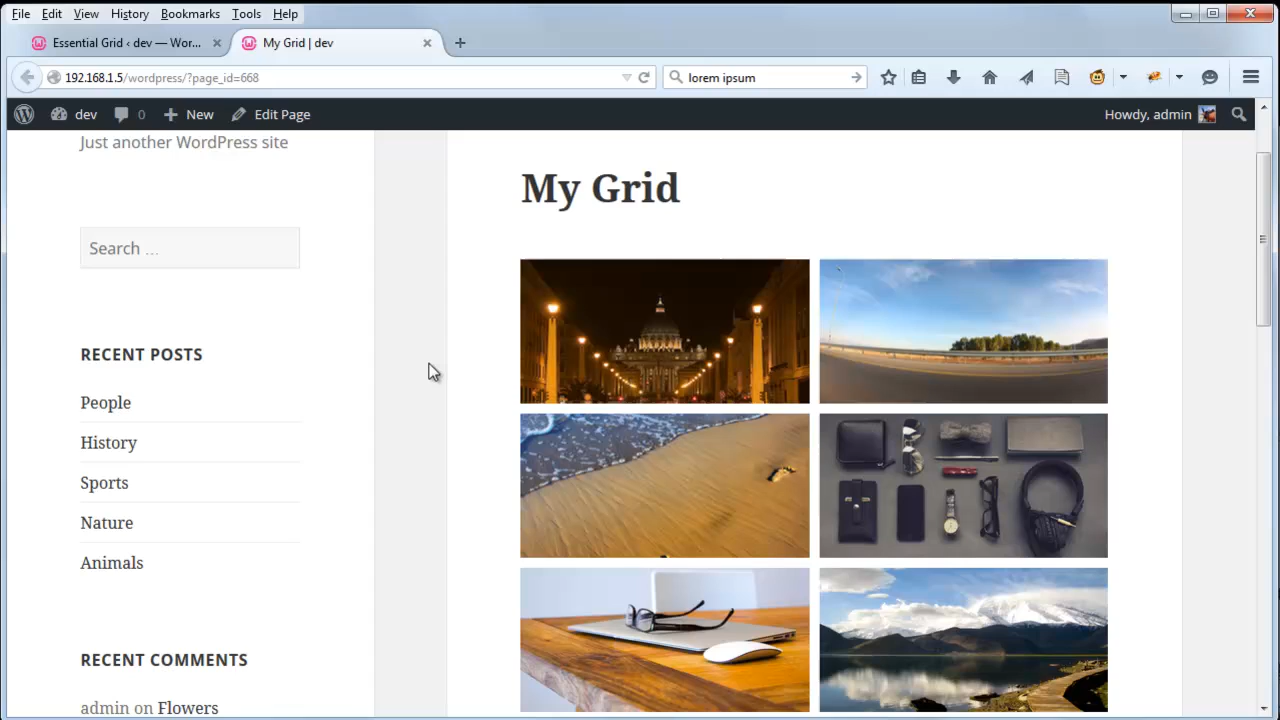 File Edit View History Bookmarks Tools Help
Essential Grid ‹ dev — Wor...
My Grid | dev
192.168.1.5/wordpress/?page_id=668
lorem ipsum
dev 0 New Edit Page
Howdy, admin
Just another WordPress site
Search ...
RECENT POSTS
People
History
Sports
Nature
Animals
RECENT COMMENTS
admin on Flowers
My Grid